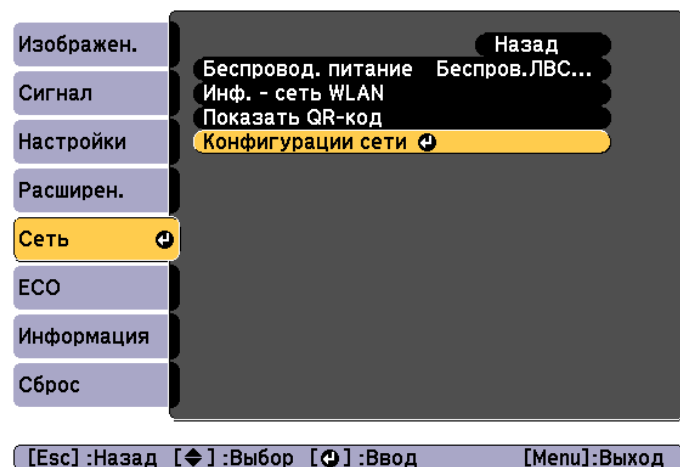 Изображен.
Сигнал
Настройки
Расширен.
Сеть
ECO
Информация
Сброс
Назад
Беспровод. питание Беспров.ЛВС...
Инф. - сеть WLAN
Показать QR-код
Конфигурации сети
[Esc] :Назад [◆] :Выбор [↵] :Ввод [Menu]:Выход